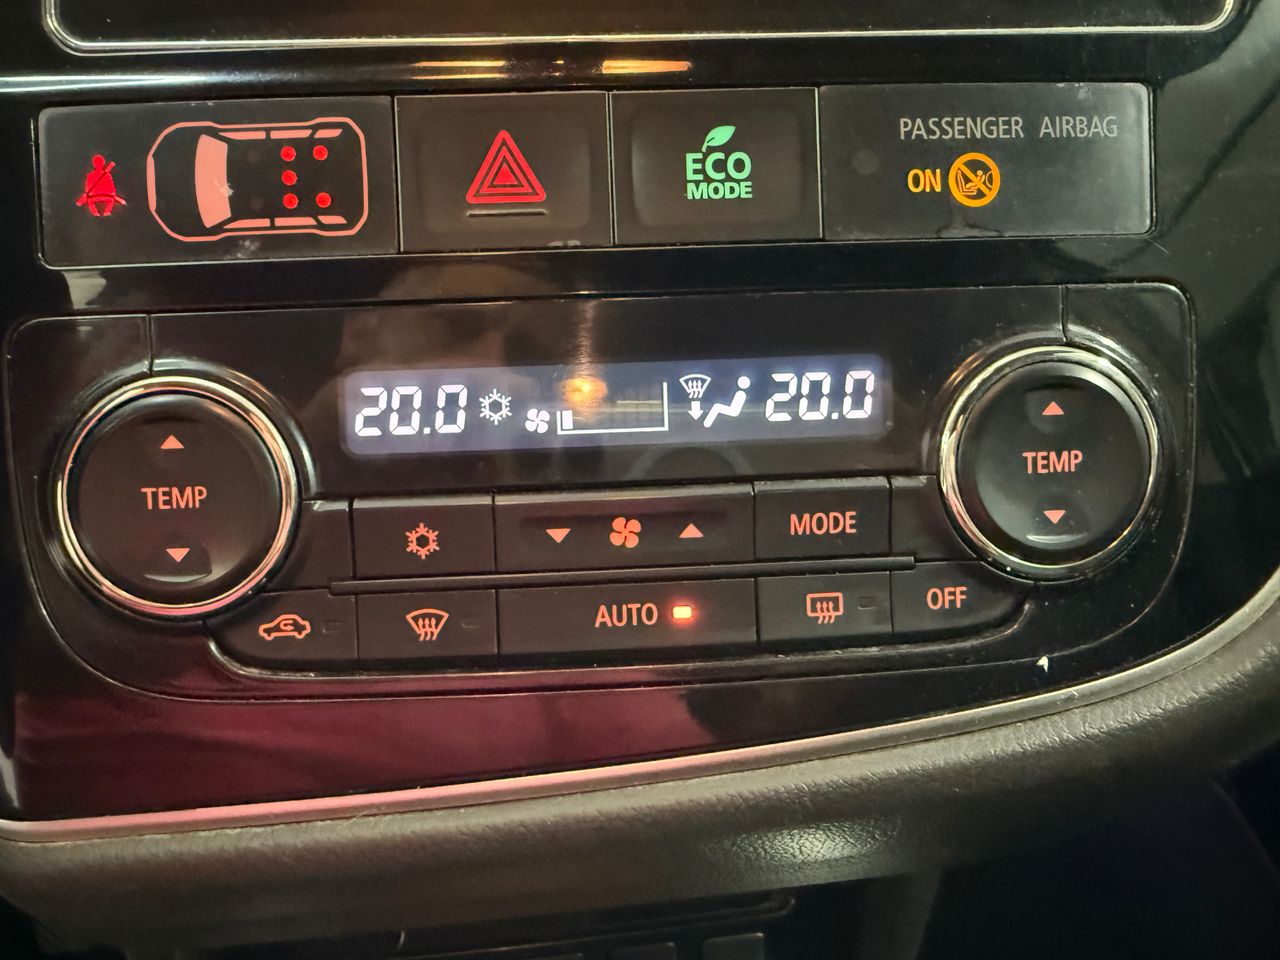 PASSENGER AIRBAG
ECO
MODE
ON
20.0
20.0
TEMP
TEMP
MODE
AUTO
OFF